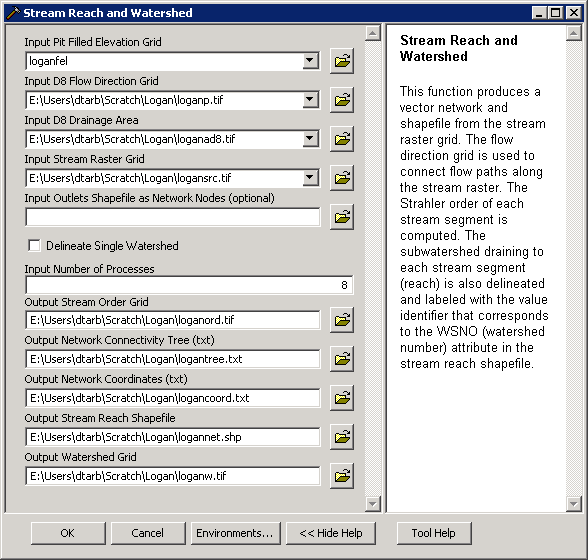 Stream Reach and Watershed
Input Pit Filled Elevation Grid
loganfel
Input D8 Flow Direction Grid
E:\Users\dtarb\Scratch\Logan\loganp.tif
Input D8 Drainage Area
E:\Users\dtarb\Scratch\Logan\loganad8.tif
Input Stream Raster Grid
E:\Users\dtarb\Scratch\Logan\logansrc.tif
Input Outlets Shapefile as Network Nodes (optional)
Delineate Single Watershed
Input Number of Processes
8
Output Stream Order Grid
E:\Users\dtarb\Scratch\Logan\loganord.tif
Output Network Connectivity Tree (txt)
E:\Users\dtarb\Scratch\Logan\logantree.txt
Output Network Coordinates (txt)
E:\Users\dtarb\Scratch\Logan\logancoord.txt
Output Stream Reach Shapefile
E:\Users\dtarb\Scratch\Logan\logannet.shp
Output Watershed Grid
E:\Users\dtarb\Scratch\Logan\loganw.tif
Stream Reach and
Watershed
This function produces a
vector network and
shapefile from the stream
raster grid. The flow
direction grid is used to
connect flow paths along
the stream raster. The
Strahler order of each
stream segment is
computed. The
subwatershed draining to
each stream segment
(reach) is also delineated
and labeled with the value
identifier that corresponds
to the WSNO (watershed
number) attribute in the
stream reach shapefile.
OK
Cancel
Environments...
<< Hide Help
Tool Help